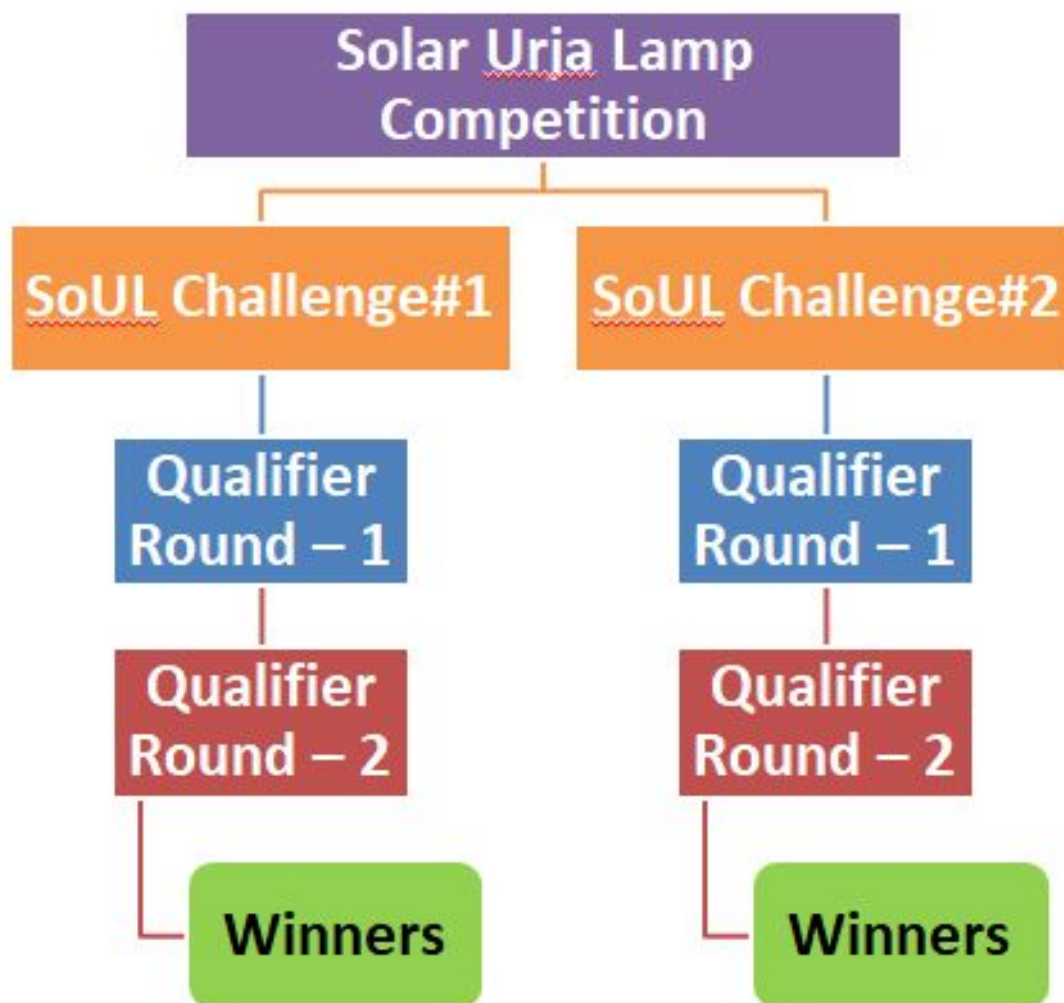 Solar Urja Lamp
Competition
SoUL Challenge#1
SoUL Challenge#2
Qualifier
Round – 1
Qualifier
Round – 1
Qualifier
Round – 2
Qualifier
Round – 2
Winners
Winners